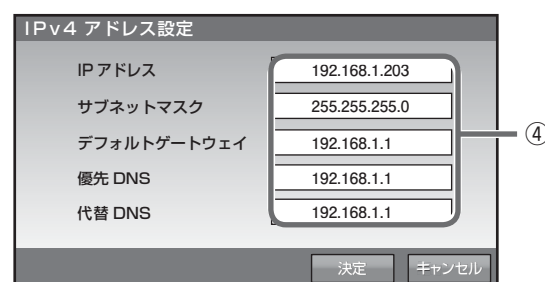 IPv4 アドレス設定
IP アドレス 192.168.1.203
サブネットマスク 255.255.255.0
デフォルトゲートウェイ 192.168.1.1
優先 DNS 192.168.1.1
代替 DNS 192.168.1.1
④
決定 キャンセル